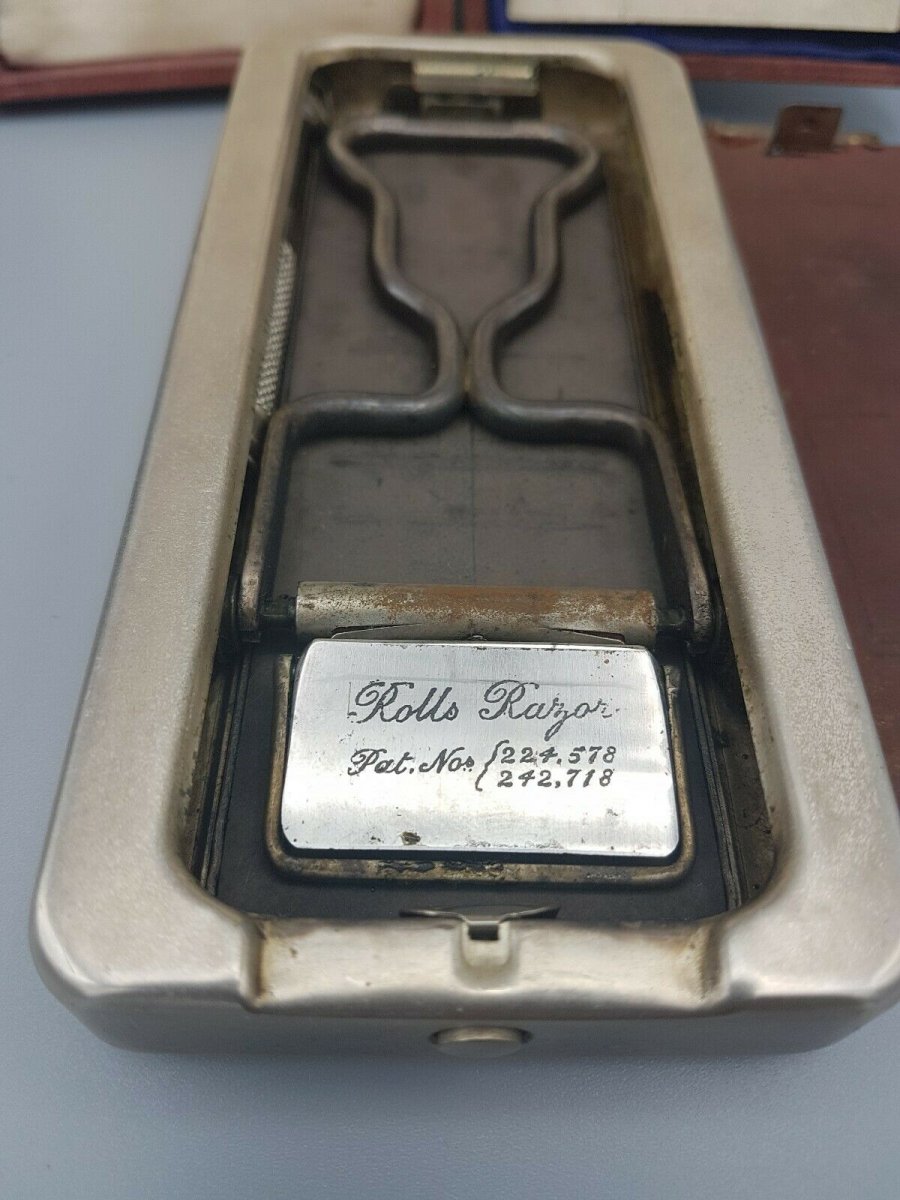 Rolls Razor.
Pat. Nos { 224,578
242,718